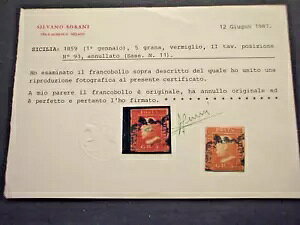 SILVANO SORANI
12 Giugno 1987.
SICILIA: 1859 (1° gennaio), 5 grana, vermiglio, II tav. posizione
N° 93, annullato (Sass. N. 11).
Ho esaminato il francobollo sopra descritto del quale ho unito una
riproduzione fotografica al presente certificato.
A mio parere il francobollo è originale, ha annullo originale ed
è perfetto e pertanto l'ho firmato.